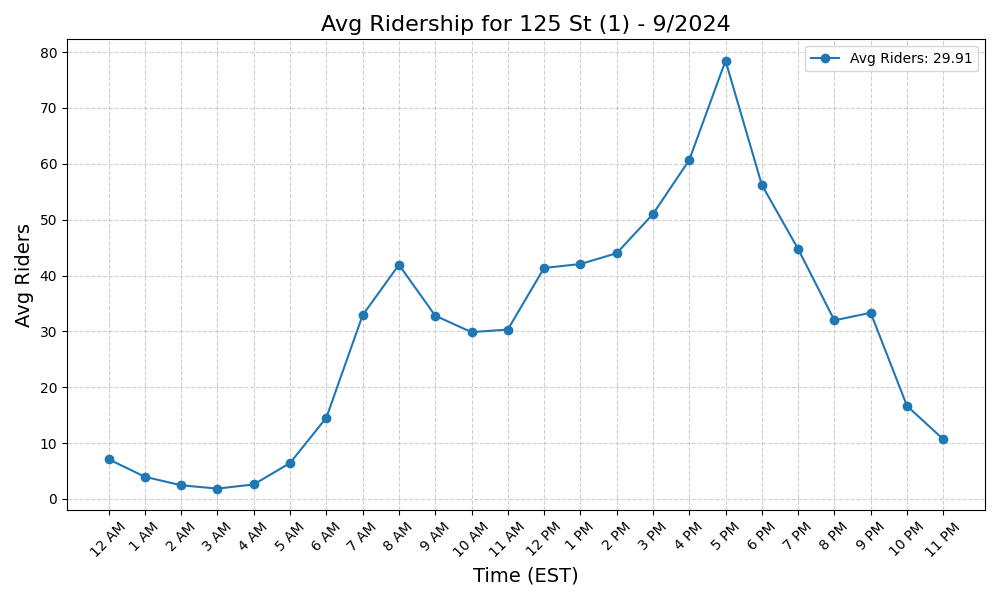 Avg Ridership for 125 St (1) - 9/2024
Avg Riders: 29.91
Avg Riders
80
70
60
50
40
30
20
10
0
12 AM
1 AM
2 AM
3 AM
4 AM
5 AM
6 AM
7 AM
8 AM
9 AM
10 AM
11 AM
12 PM
1 PM
2 PM
3 PM
4 PM
5 PM
6 PM
7 PM
8 PM
9 PM
10 PM
11 PM
Time (EST)